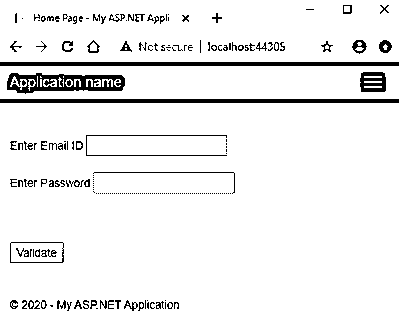 Home Page - My ASP.NET Appli
Not secure | localhost:44305
Application name
Enter Email ID
Enter Password
Validate
© 2020 - My ASP.NET Application